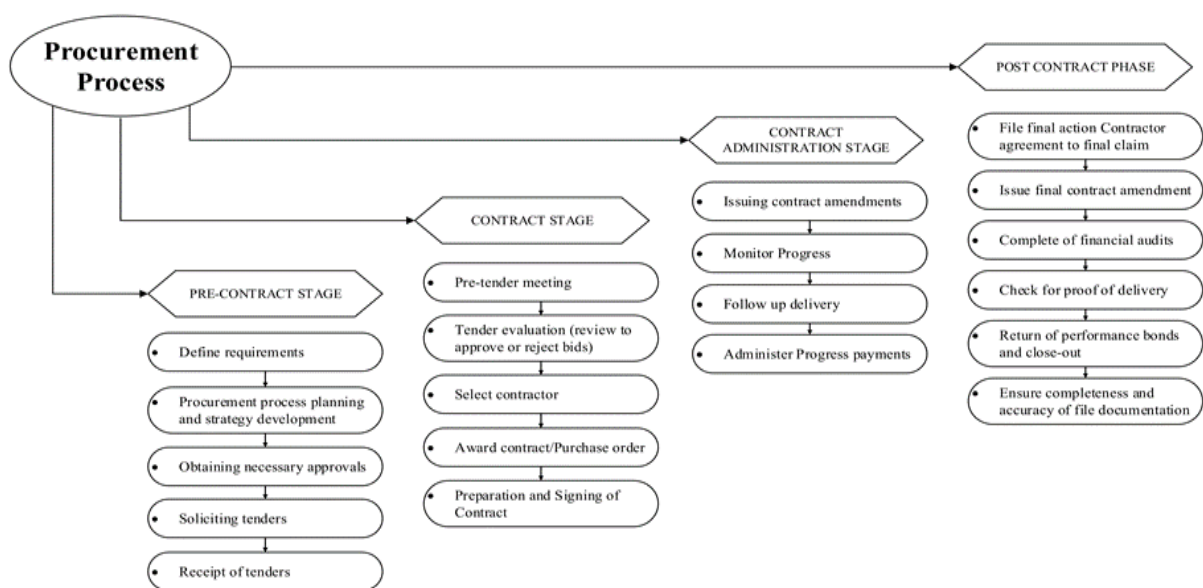 Procurement
Process
POST CONTRACT PHASE
CONTRACT
ADMINISTRATION STAGE
CONTRACT STAGE
PRE-CONTRACT STAGE
• Define requirements
• Procurement process planning
and strategy development
• Obtaining necessary approvals
• Soliciting tenders
• Receipt of tenders
• Pre-tender meeting
• Tender evaluation (review to
approve or reject bids)
• Select contractor
• Award contract/Purchase order
• Preparation and Signing of
Contract
• Issuing contract amendments
• Monitor Progress
• Follow up delivery
• Administer Progress payments
• File final action Contractor
agreement to final claim
• Issue final contract amendment
• Complete of financial audits
• Check for proof of delivery
• Return of performance bonds
and close-out
• Ensure completeness and
accuracy of file documentation